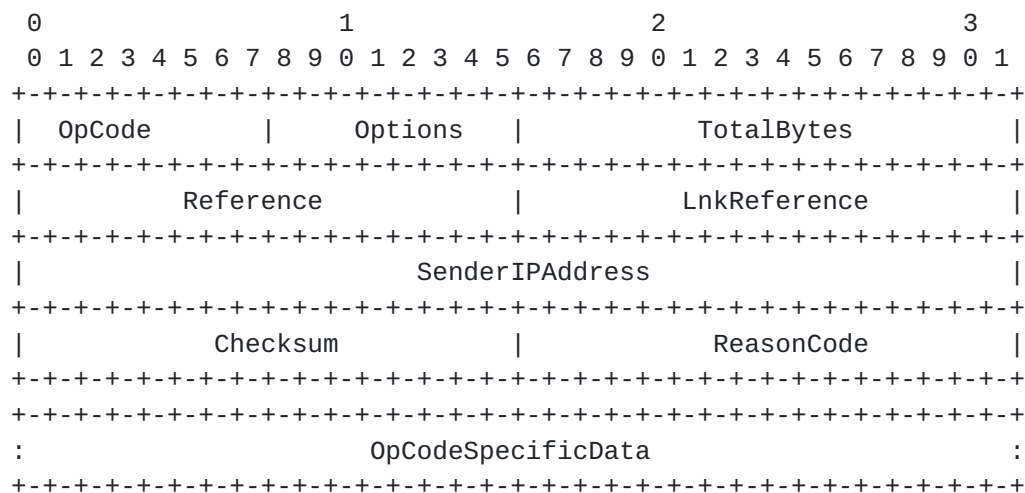 0                   1                   2                   3
 0 1 2 3 4 5 6 7 8 9 0 1 2 3 4 5 6 7 8 9 0 1 2 3 4 5 6 7 8 9 0 1
+-+-+-+-+-+-+-+-+-+-+-+-+-+-+-+-+-+-+-+-+-+-+-+-+-+-+-+-+-+-+-+-+
|  OpCode       |     Options   |           TotalBytes          |
+-+-+-+-+-+-+-+-+-+-+-+-+-+-+-+-+-+-+-+-+-+-+-+-+-+-+-+-+-+-+-+-+
|          Reference            |          LnkReference         |
+-+-+-+-+-+-+-+-+-+-+-+-+-+-+-+-+-+-+-+-+-+-+-+-+-+-+-+-+-+-+-+-+
|                         SenderIPAddress                       |
+-+-+-+-+-+-+-+-+-+-+-+-+-+-+-+-+-+-+-+-+-+-+-+-+-+-+-+-+-+-+-+-+
|            Checksum           |            ReasonCode         |
+-+-+-+-+-+-+-+-+-+-+-+-+-+-+-+-+-+-+-+-+-+-+-+-+-+-+-+-+-+-+-+-+
+-+-+-+-+-+-+-+-+-+-+-+-+-+-+-+-+-+-+-+-+-+-+-+-+-+-+-+-+-+-+-+-+
:                      OpCodeSpecificData                       :
+-+-+-+-+-+-+-+-+-+-+-+-+-+-+-+-+-+-+-+-+-+-+-+-+-+-+-+-+-+-+-+-+